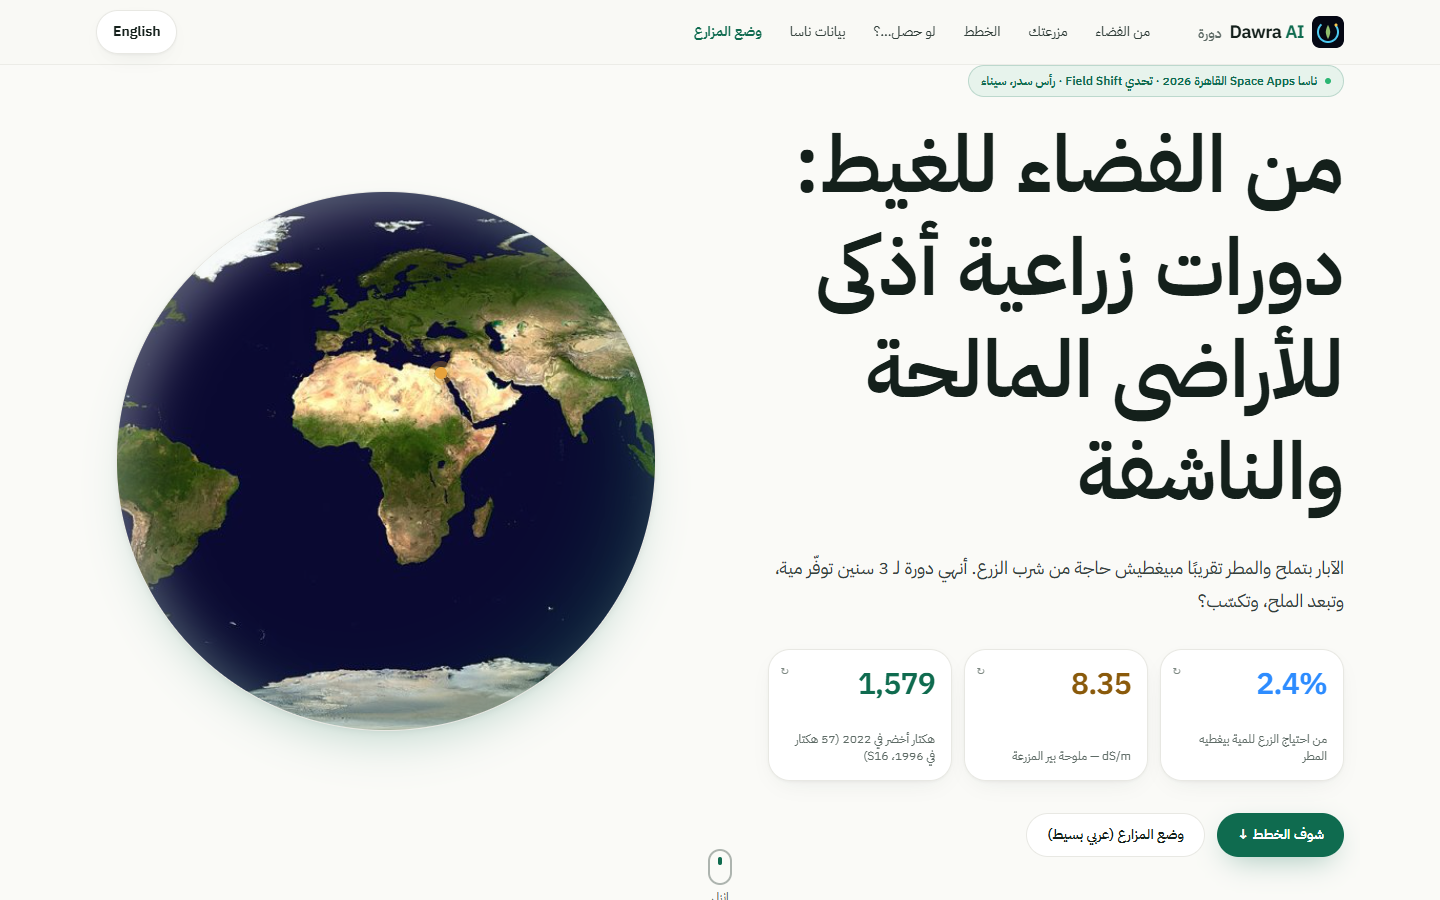 Dawra AI دورة
من الفضاء
مزرعتك
الخطط
لو حصل...؟
بيانات ناسا
وضع المزارع
English
ناسا Space Apps القاهرة 2026 · تحدي Field Shift · رأس سدر، سيناء
من الفضاء للغيط:
دورات زراعية أذكى
للأراضى المالحة
والناشفة
الآبار بتملح والمطر تقريبًا مبيغطيش حاجة من شرب الزرع. أنهي دورة لـ 3 سنين توفّر مية،
وتبعد الملح، وتكسّب؟
2.4%
من احتياج الزرع للمية بيغطيه
المطر
8.35
dS/m — ملوحة بير المزرعة
1,579
هكتار أخضر في 2022 (57 هكتار
في 1996، S16)
شوف الخطط ↓
وضع المزارع (عربي بسيط)
انزل